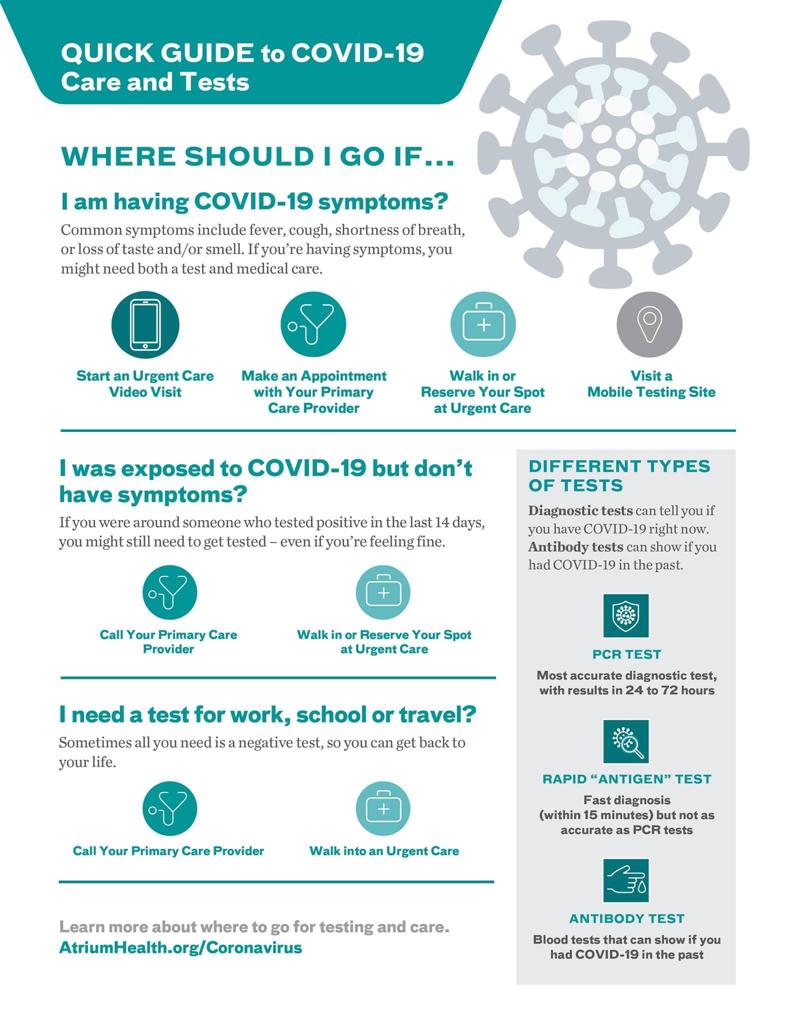 QUICK GUIDE to COVID-19
Care and Tests
WHERE SHOULD I GO IF...
I am having COVID-19 symptoms?
Common symptoms include fever, cough, shortness of breath,
or loss of taste and/or smell. If you're having symptoms, you
might need both a test and medical care.
Start an Urgent Care
Video Visit
Make an Appointment
with Your Primary
Care Provider
Walk in or
Reserve Your Spot
at Urgent Care
Visit a
Mobile Testing Site
I was exposed to COVID-19 but don't
have symptoms?
If you were around someone who tested positive in the last 14 days,
you might still need to get tested – even if you're feeling fine.
Call Your Primary Care
Provider
Walk in or Reserve Your Spot
at Urgent Care
I need a test for work, school or travel?
Sometimes all you need is a negative test, so you can get back to
your life.
Call Your Primary Care Provider
Walk into an Urgent Care
Learn more about where to go for testing and care.
AtriumHealth.org/Coronavirus
DIFFERENT TYPES
OF TESTS
Diagnostic tests can tell you if
you have COVID-19 right now.
Antibody tests can show if you
had COVID-19 in the past.
PCR TEST
Most accurate diagnostic test,
with results in 24 to 72 hours
RAPID “ANTIGEN” TEST
Fast diagnosis
(within 15 minutes) but not as
accurate as PCR tests
ANTIBODY TEST
Blood tests that can show if you
had COVID-19 in the past